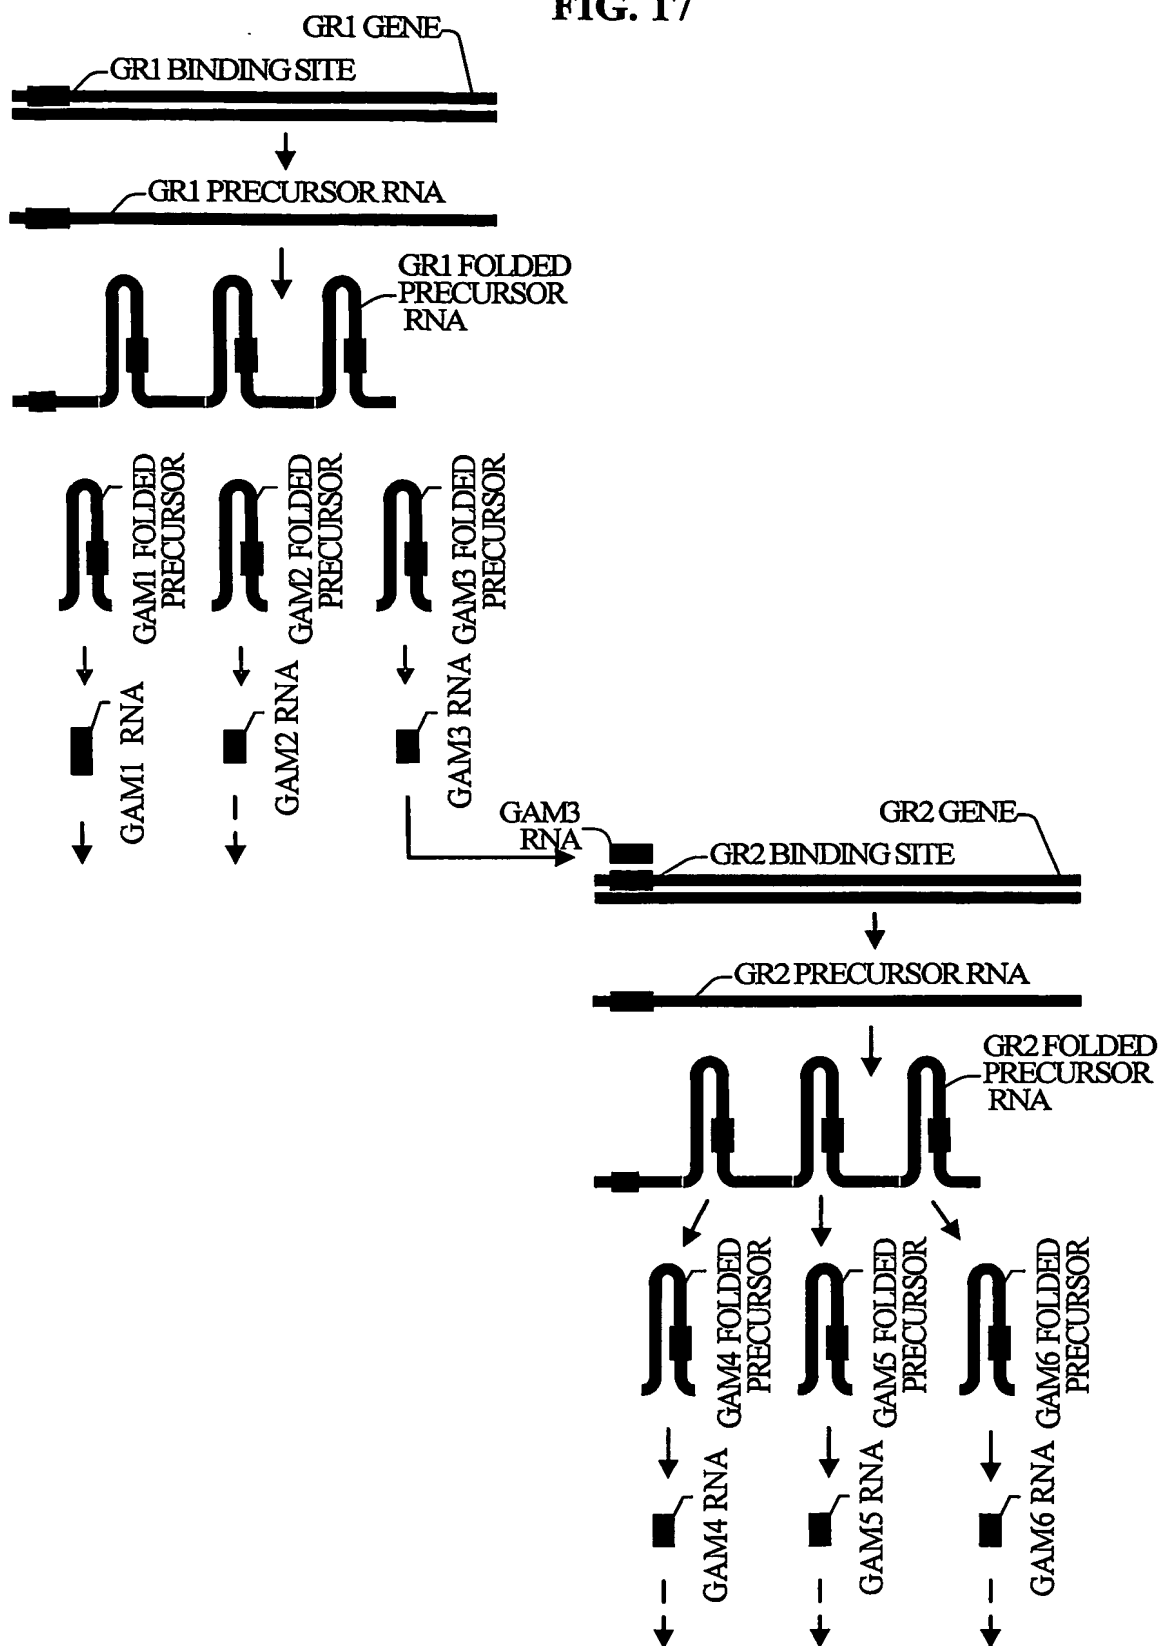 FIG. 17
GR1 GENE
GR1 BINDING SITE
GR1 PRECURSOR RNA
GR1 FOLDED
PRECURSOR
RNA
GAM1 FOLDED
PRECURSOR
GAM2 FOLDED
PRECURSOR
GAM3 FOLDED
PRECURSOR
GAM1 RNA
GAM2 RNA
GAM3 RNA
GAM3
RNA
GR2 GENE
GR2 BINDING SITE
GR2 PRECURSOR RNA
GR2 FOLDED
PRECURSOR
RNA
GAM4 FOLDED
PRECURSOR
GAM5 FOLDED
PRECURSOR
GAM6 FOLDED
PRECURSOR
GAM4 RNA
GAM5 RNA
GAM6 RNA